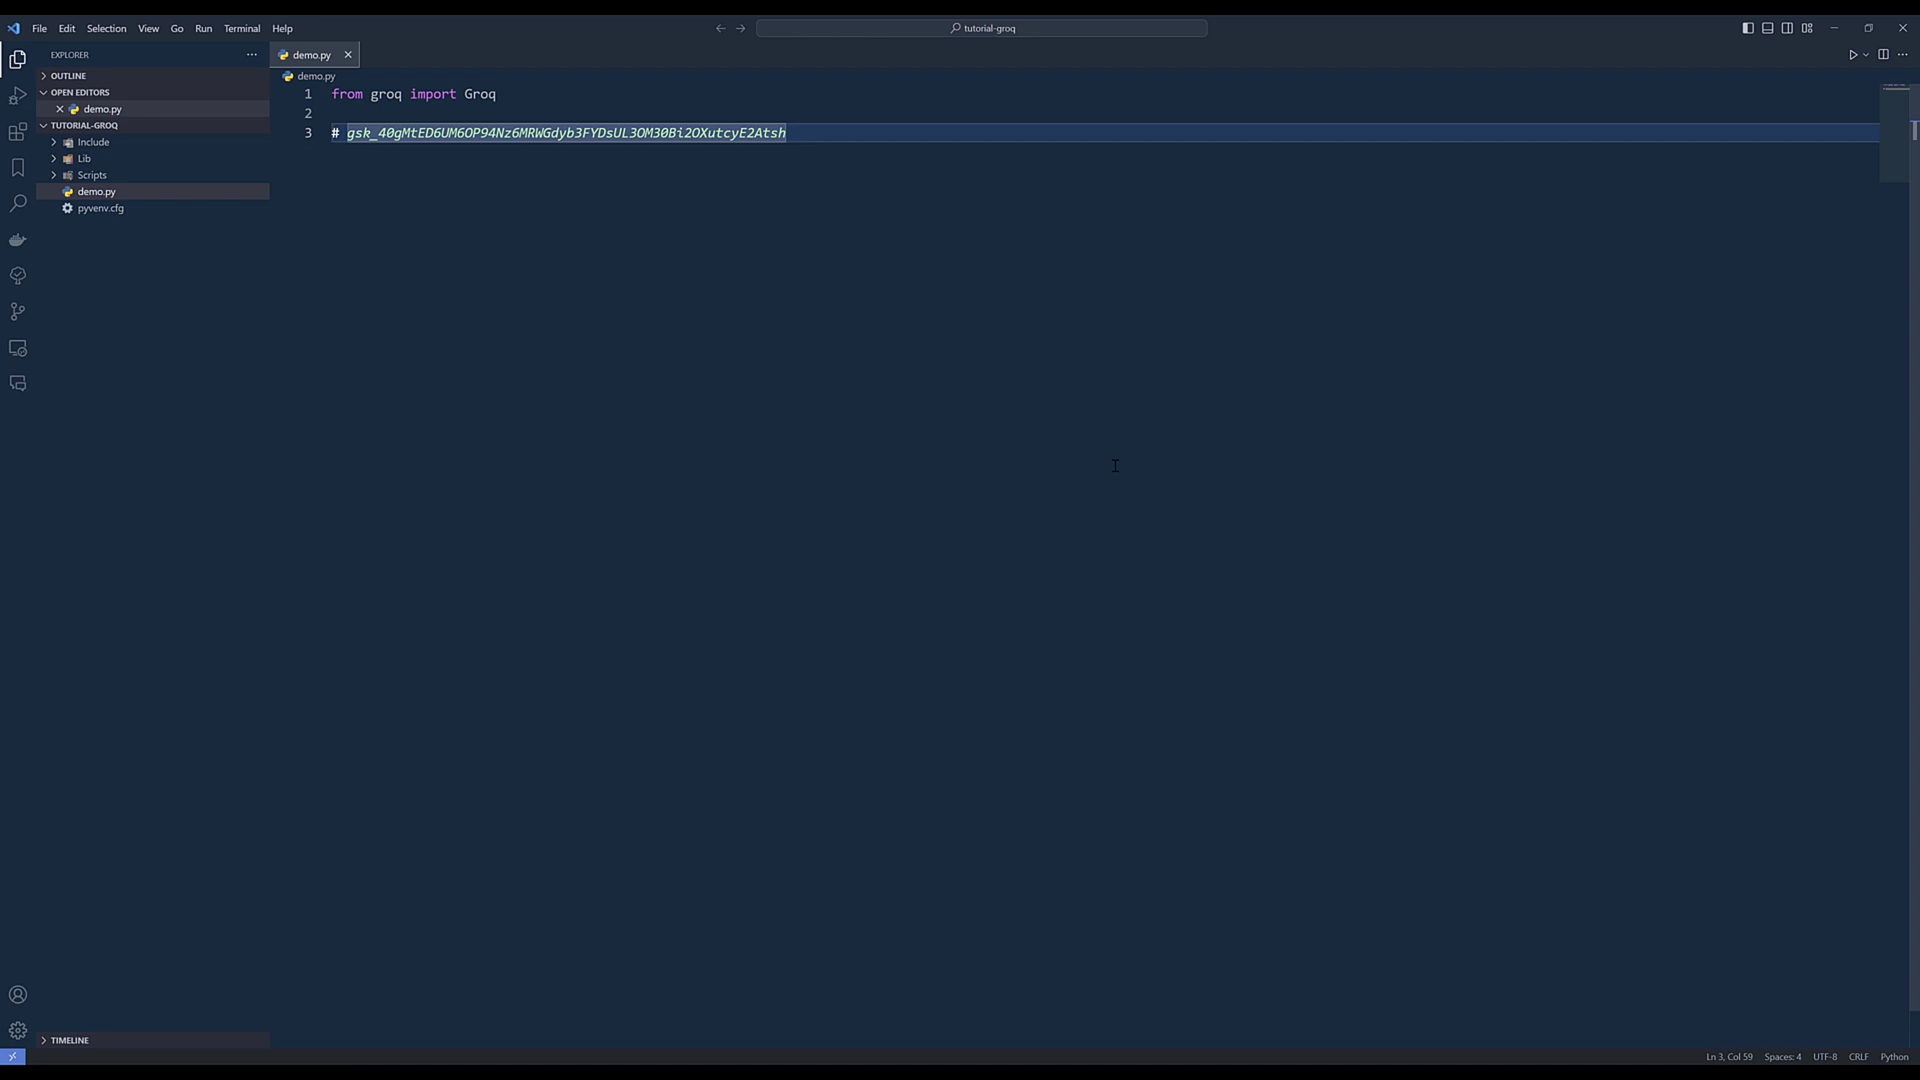 File Edit Selection View Go Run Terminal Help
tutorial-groq
EXPLORER
demo.py
OUTLINE
OPEN EDITORS
demo.py
TUTORIAL-GROQ
Include
Lib
Scripts
demo.py
pyvenv.cfg
TIMELINE
demo.py
1 from groq import Groq
2
3 #
Ln 3, Col 59 Spaces: 4 UTF-8 CRLF Python